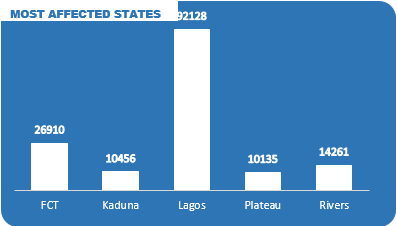 MOST AFFECTED STATES
92128
26910
10456
10135
14261
FCT Kaduna Lagos Plateau Rivers